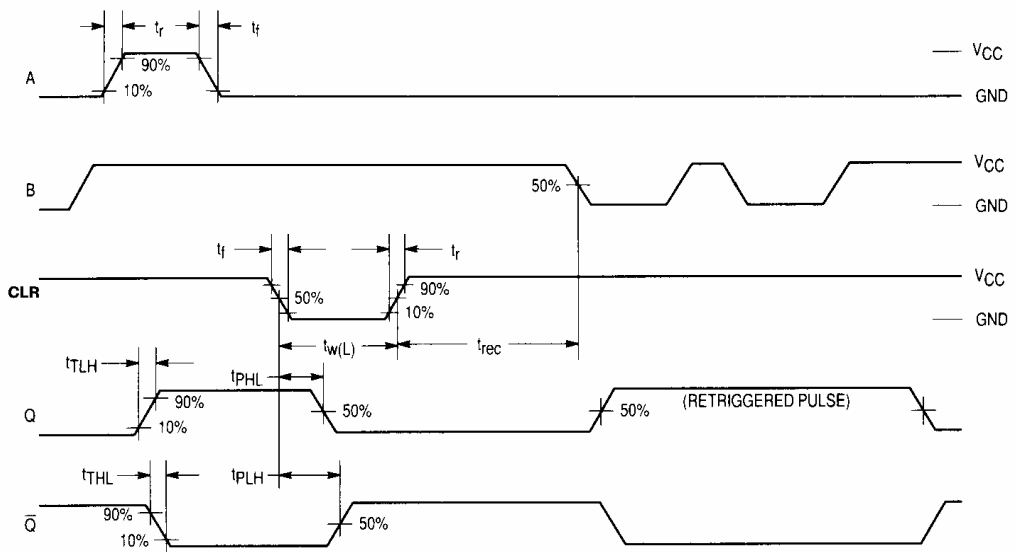 tr
tf
VCC
A
90%
10%
GND
VCC
B
50%
GND
tf
tr
VCC
CLR
50%
90%
10%
GND
tw(L)
trec
tTLH
tPHL
Q
90%
10%
50%
50%
(RETRIGGERED PULSE)
tTHL
tPLH
Q̅
90%
10%
50%